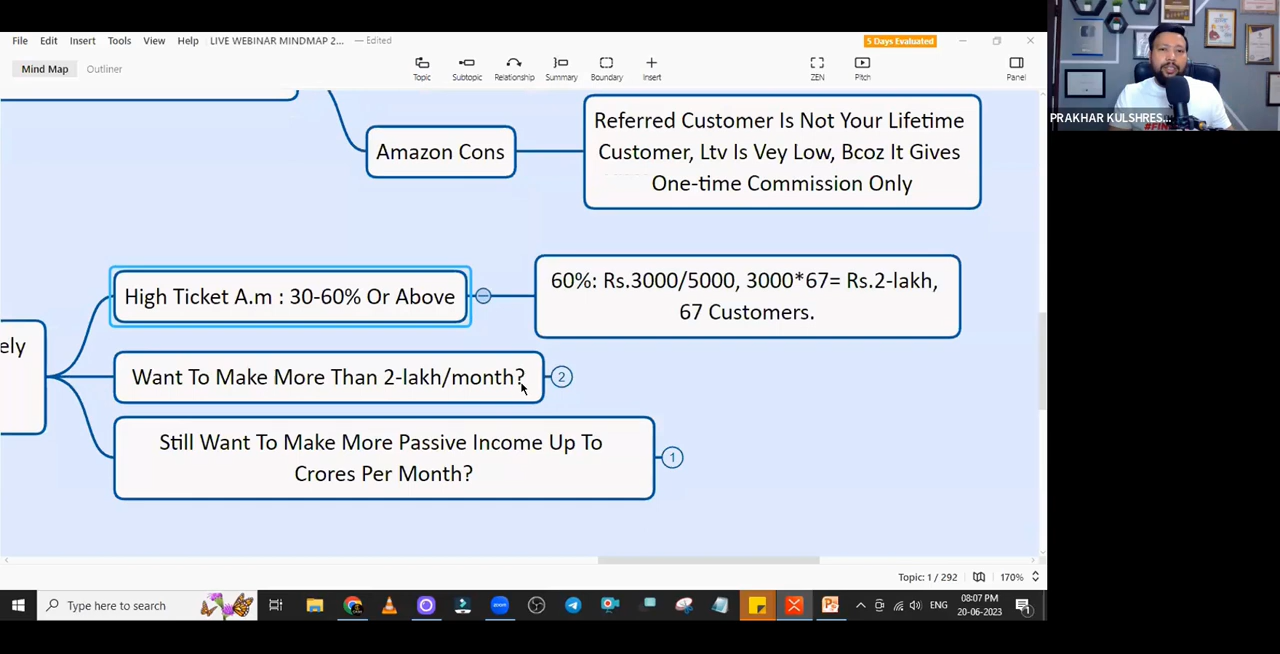 File Edit Insert Tools View Help LIVE WEBINAR MINDMAP 2... — Edited
5 Days Evaluated
Mind Map Outliner
Topic Subtopic Relationship Summary Boundary Insert ZEN Pitch Panel
PRAKHAR KULSHRES...
Amazon Cons
Referred Customer Is Not Your Lifetime
Customer, Ltv Is Vey Low, Bcoz It Gives
One-time Commission Only
High Ticket A.m : 30-60% Or Above
60%: Rs.3000/5000, 3000*67= Rs.2-lakh,
67 Customers.
ely
Want To Make More Than 2-lakh/month?
2
Still Want To Make More Passive Income Up To
Crores Per Month?
1
Topic: 1 / 292 170%
Type here to search
ENG
08:07 PM
20-06-2023
1